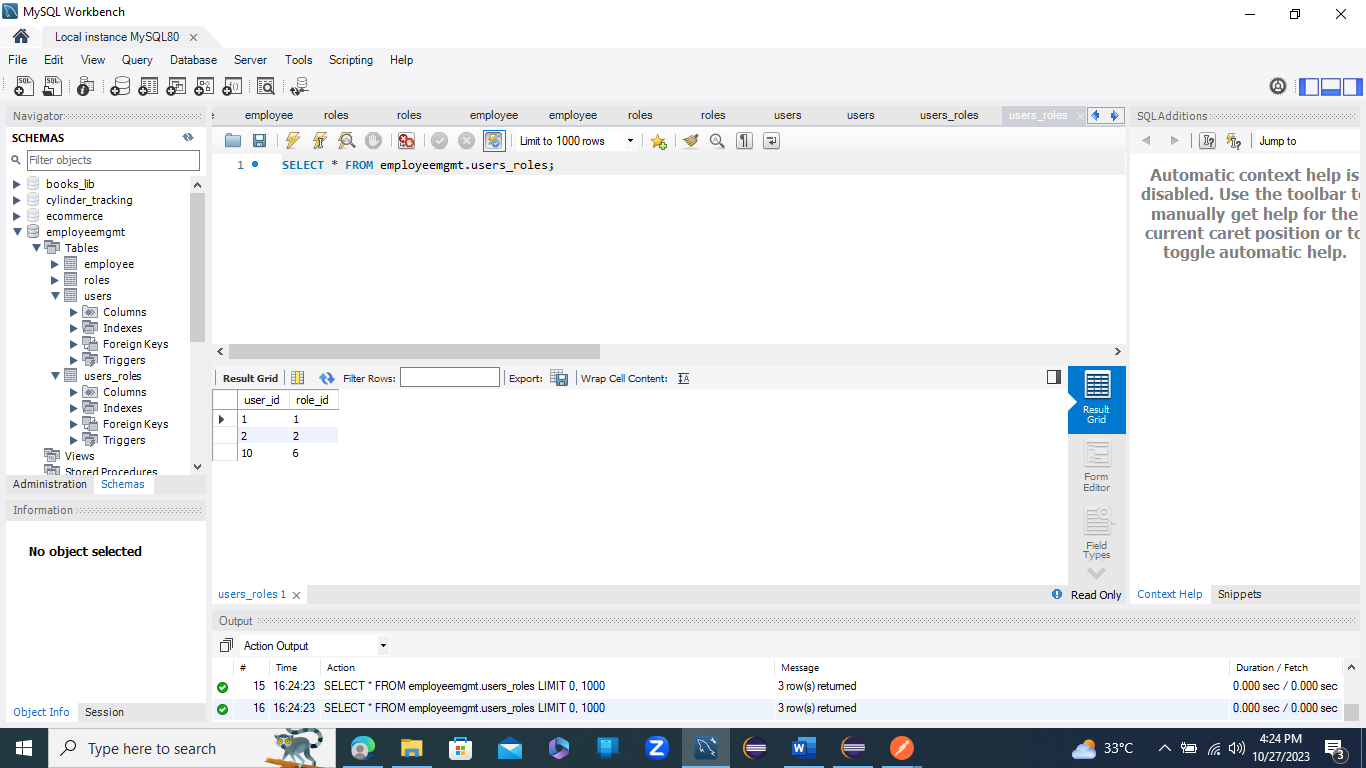 MySQL Workbench
Local instance MySQL80
File Edit View Query Database Server Tools Scripting Help
Navigator
SCHEMAS
Filter objects
books_lib
cylinder_tracking
ecommerce
employeemgmt
Tables
employee
roles
users
Columns
Indexes
Foreign Keys
Triggers
users_roles
Columns
Indexes
Foreign Keys
Triggers
Views
Stored Procedures
Administration Schemas
Information
No object selected
Object Info Session
e employee roles roles employee employee roles roles users users users_roles users_roles
Limit to 1000 rows
1 SELECT * FROM employeemgmt.users_roles;
Result Grid Filter Rows: Export: Wrap Cell Content:
user_id role_id
1 1
2 2
10 6
Result
Grid
Form
Editor
Field
Types
users_roles 1
Read Only
SQLAdditions
Jump to
Automatic context help is
disabled. Use the toolbar to
manually get help for the
current caret position or to
toggle automatic help.
Context Help Snippets
Output
Action Output
# Time Action Message Duration / Fetch
15 16:24:23 SELECT * FROM employeemgmt.users_roles LIMIT 0, 1000 3 row(s) returned 0.000 sec / 0.000 sec
16 16:24:23 SELECT * FROM employeemgmt.users_roles LIMIT 0, 1000 3 row(s) returned 0.000 sec / 0.000 sec
Type here to search
33°C
4:24 PM
10/27/2023
3